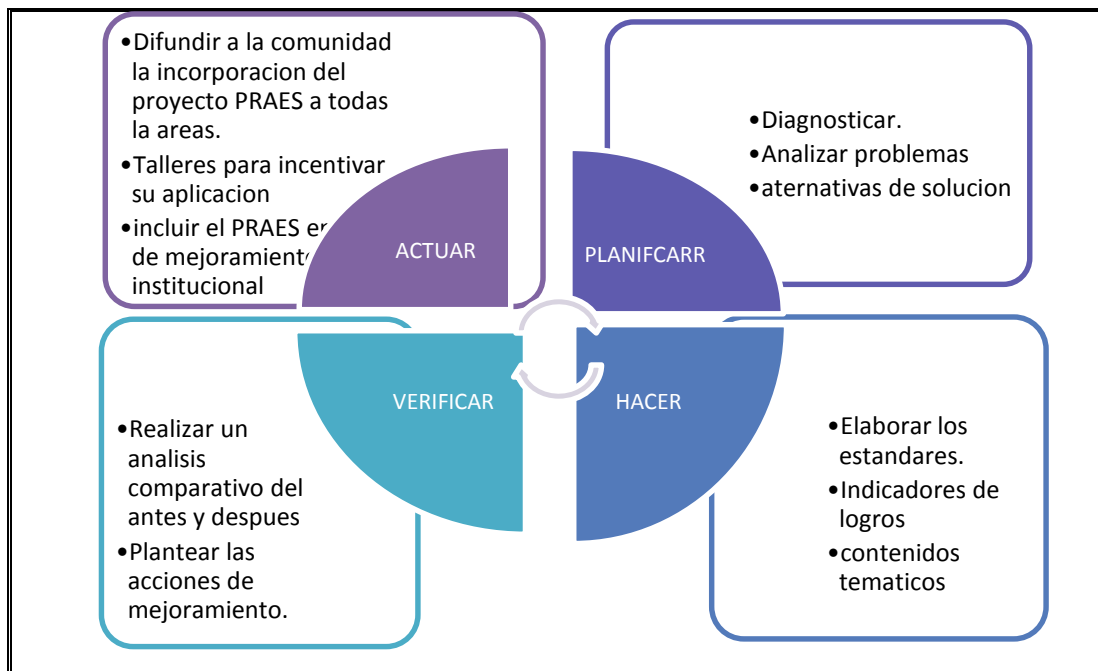 •Difundir a la comunidad
la incorporacion del
proyecto PRAES a todas
la areas.
•Talleres para incentivar
su aplicacion
•incluir el PRAES en
de mejoramiento
institucional
ACTUAR
•Diagnosticar.
•Analizar problemas
•aternativas de solucion
PLANIFCARR
VERIFICAR
•Realizar un
analisis
comparativo del
antes y despues
•Plantear las
acciones de
mejoramiento.
HACER
•Elaborar los
estandares.
•Indicadores de
logros
•contenidos
tematicos